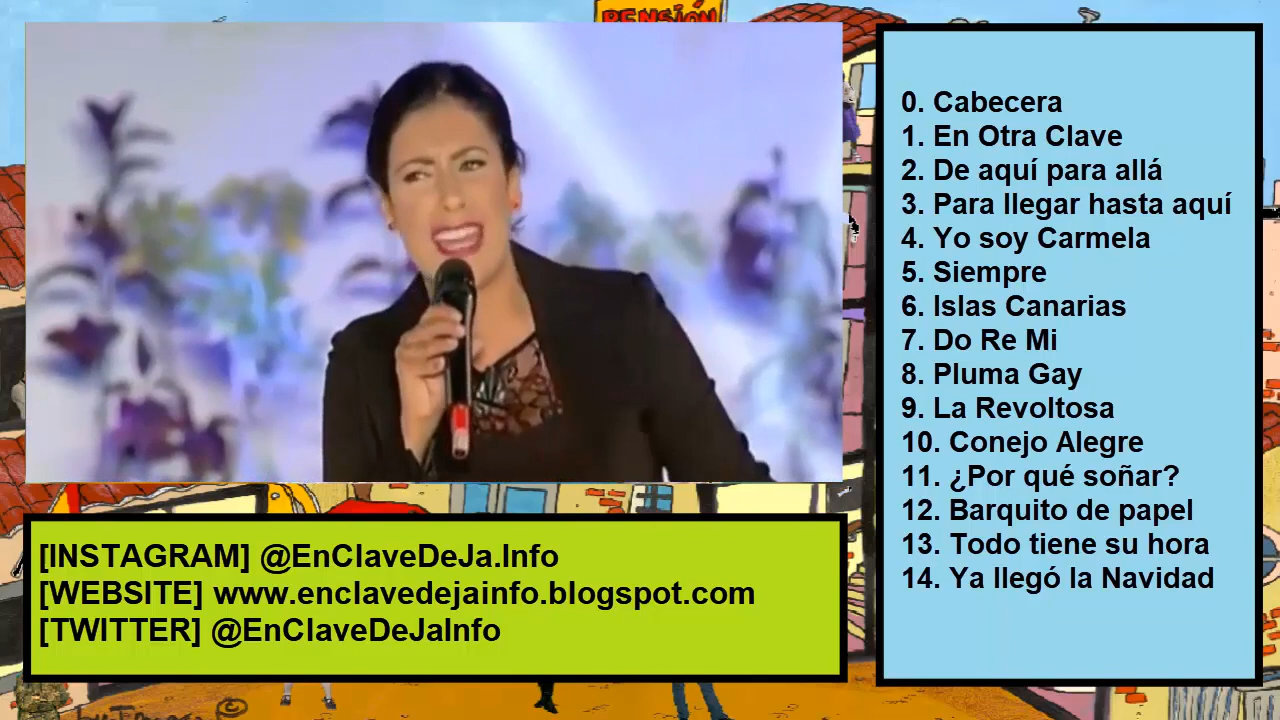 PENSIÓN
0. Cabecera
1. En Otra Clave
2. De aquí para allá
3. Para llegar hasta aquí
4. Yo soy Carmela
5. Siempre
6. Islas Canarias
7. Do Re Mi
8. Pluma Gay
9. La Revoltosa
10. Conejo Alegre
11. ¿Por qué soñar?
12. Barquito de papel
13. Todo tiene su hora
14. Ya llegó la Navidad
[INSTAGRAM] @EnClaveDeJa.Info
[WEBSITE] www.enclavedejainfo.blogspot.com
[TWITTER] @EnClaveDeJaInfo